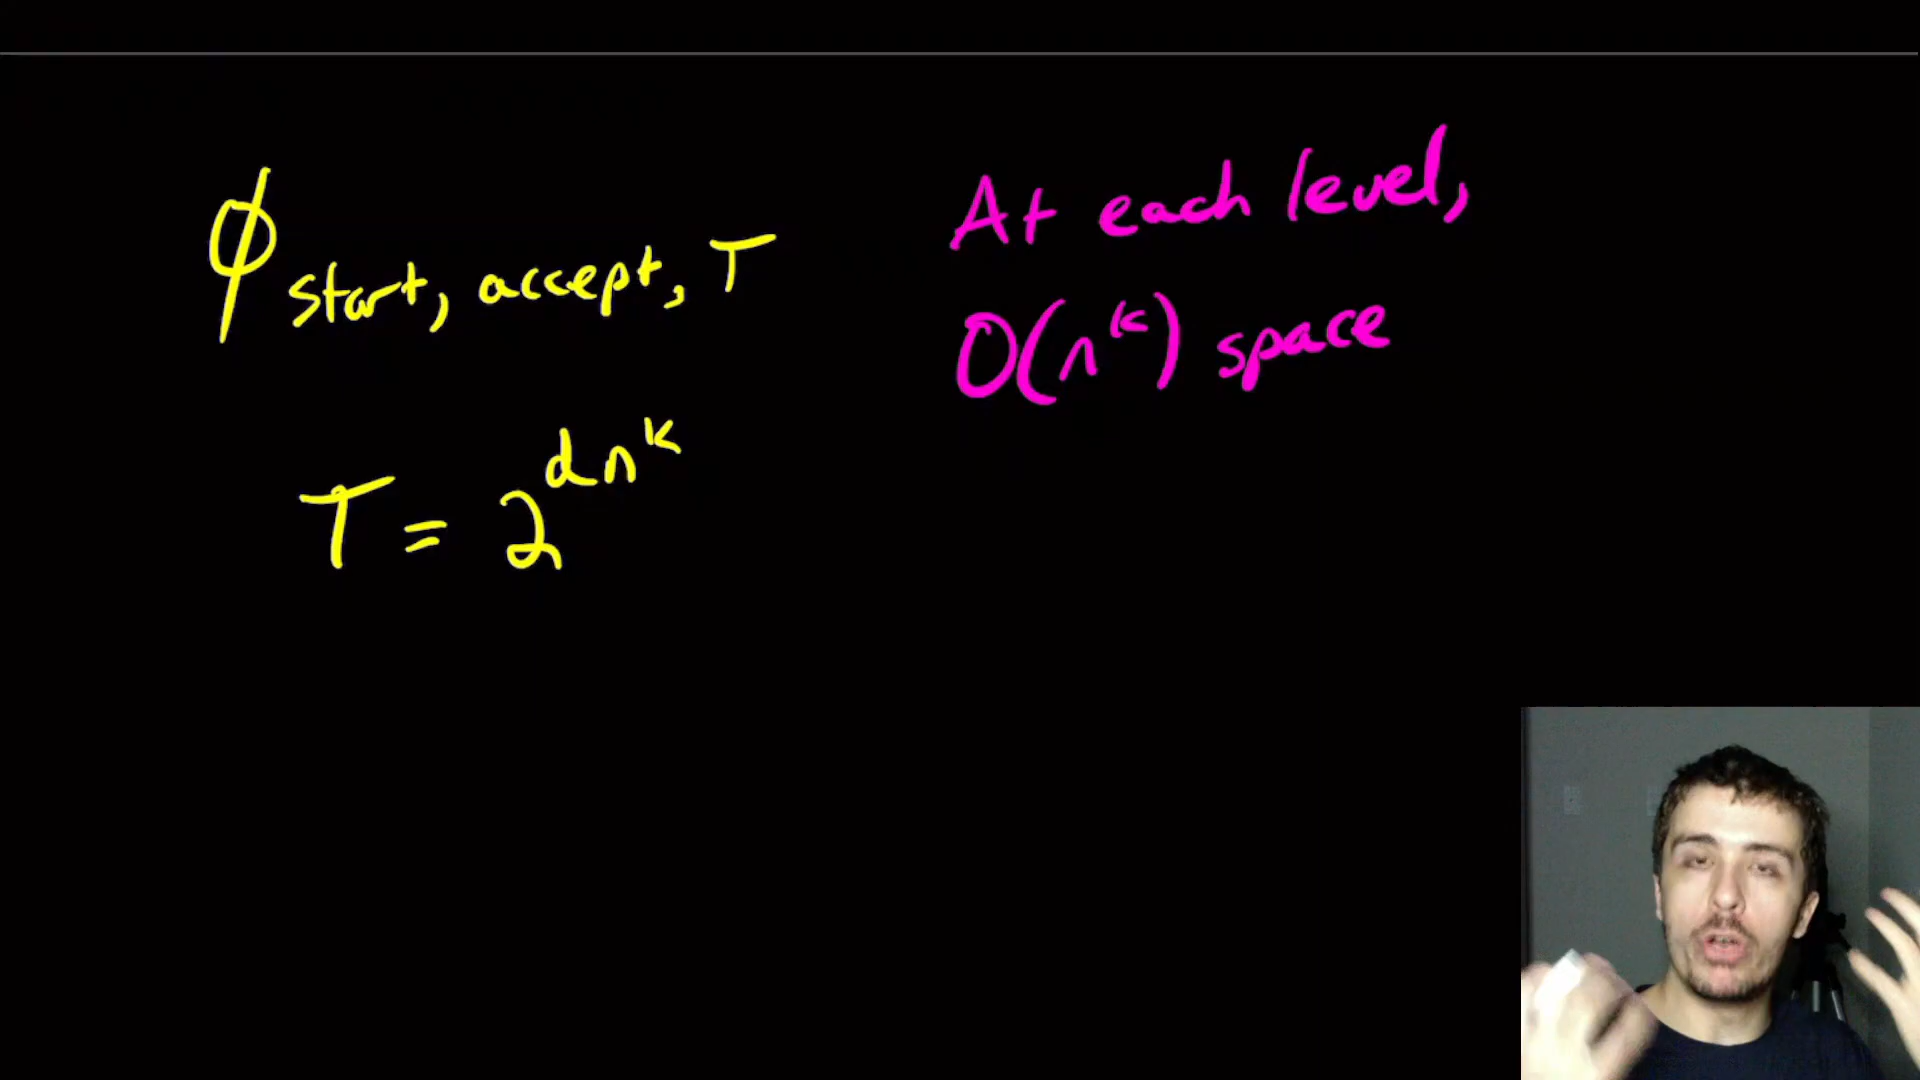 ϕ start, accept, T
T = 2^{dn^k}
At each level,
O(n^k) space